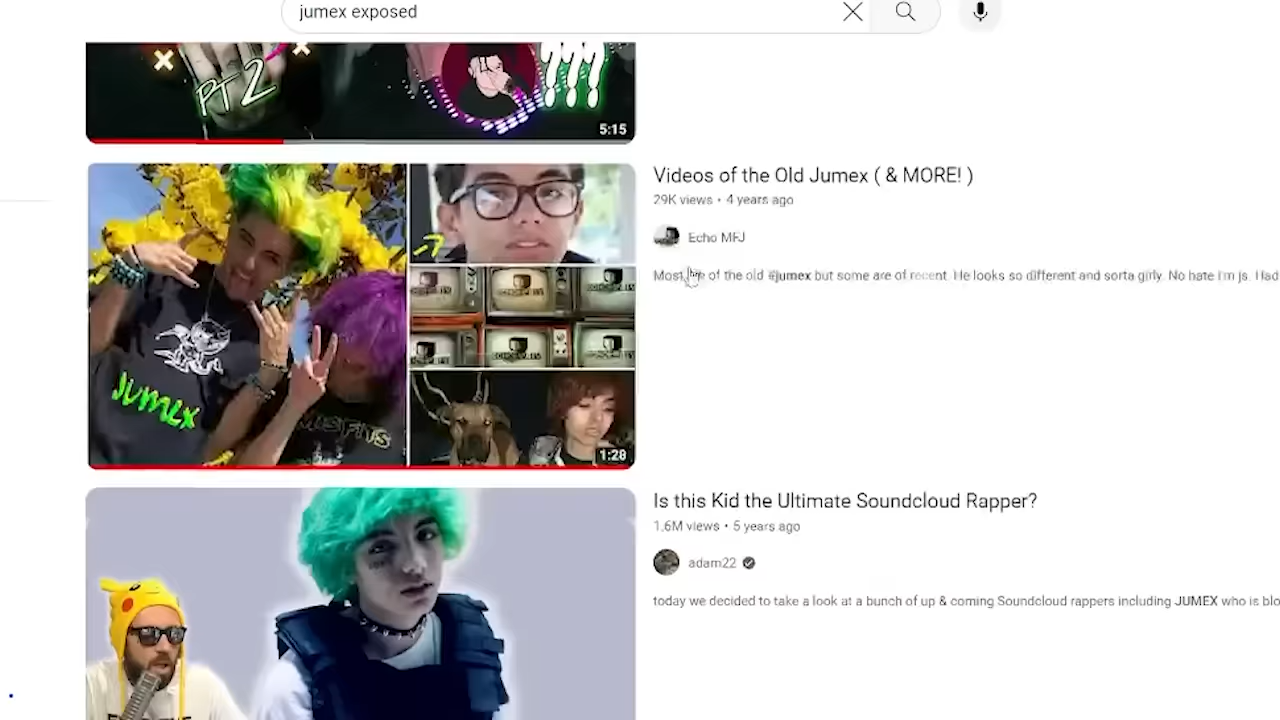 jumex exposed
PT 2
???
5:15
Videos of the Old Jumex ( & MORE! )
29K views • 4 years ago
Echo MFJ
of the old #jumex but some are of recent. He looks so different and sorta girly. No hate I'm js. I had
JUMEX
MISFITS
1:28
Is this Kid the Ultimate Soundcloud Rapper?
1.6M views • 5 years ago
adam22
today we decided to take a look at a bunch of up & coming Soundcloud rappers including JUMEX who is blo